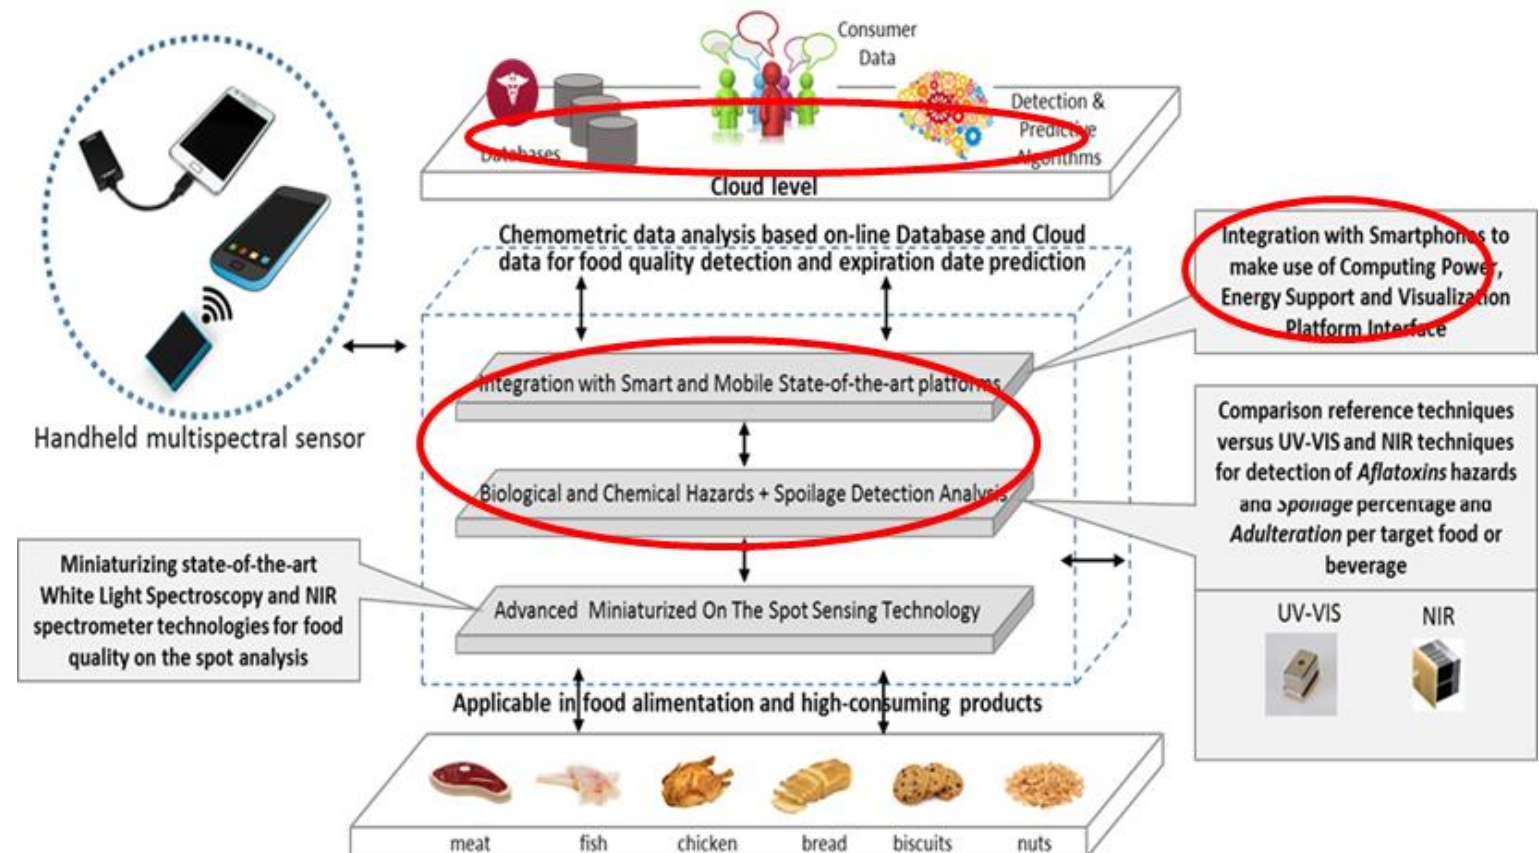 Consumer
Data
Detection &
Predictive
Algorithms
Databases
Cloud level
Chemometric data analysis based on-line Database and Cloud
data for food quality detection and expiration date prediction
Integration with Smartphones to
make use of Computing Power,
Energy Support and Visualization
Platform Interface
Integration with Smart and Mobile State-of-the-art platforms
Handheld multispectral sensor
Comparison reference techniques
versus UV-VIS and NIR techniques
for detection of Aflatoxins hazards
and Spoilage percentage and
Adulteration per target food or
beverage
Biological and Chemical Hazards + Spoilage Detection Analysis
Miniaturizing state-of-the-art
White Light Spectroscopy and NIR
spectrometer technologies for food
quality on the spot analysis
Advanced Miniaturized On The Spot Sensing Technology
UV-VIS NIR
Applicable in food alimentation and high-consuming products
meat fish chicken bread biscuits nuts